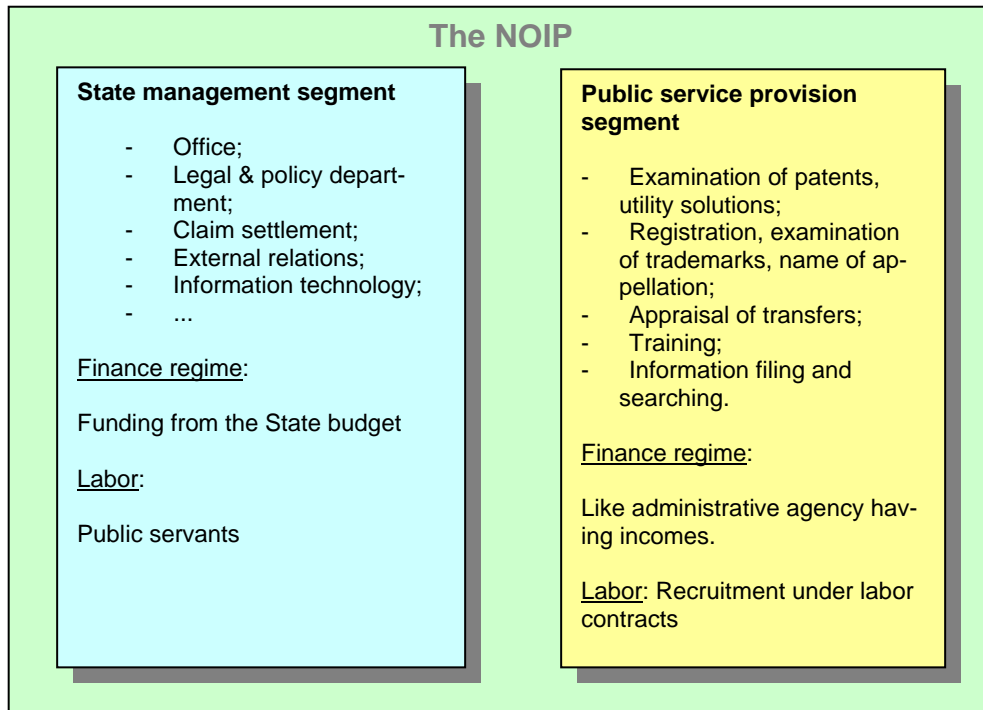 The NOIP
State management segment
- Office;
- Legal & policy depart-
ment;
- Claim settlement;
- External relations;
- Information technology;
- ...
Finance regime:
Funding from the State budget
Labor:
Public servants
Public service provision
segment
- Examination of patents,
utility solutions;
- Registration, examination
of trademarks, name of ap-
pellation;
- Appraisal of transfers;
- Training;
- Information filing and
searching.
Finance regime:
Like administrative agency hav-
ing incomes.
Labor: Recruitment under labor
contracts